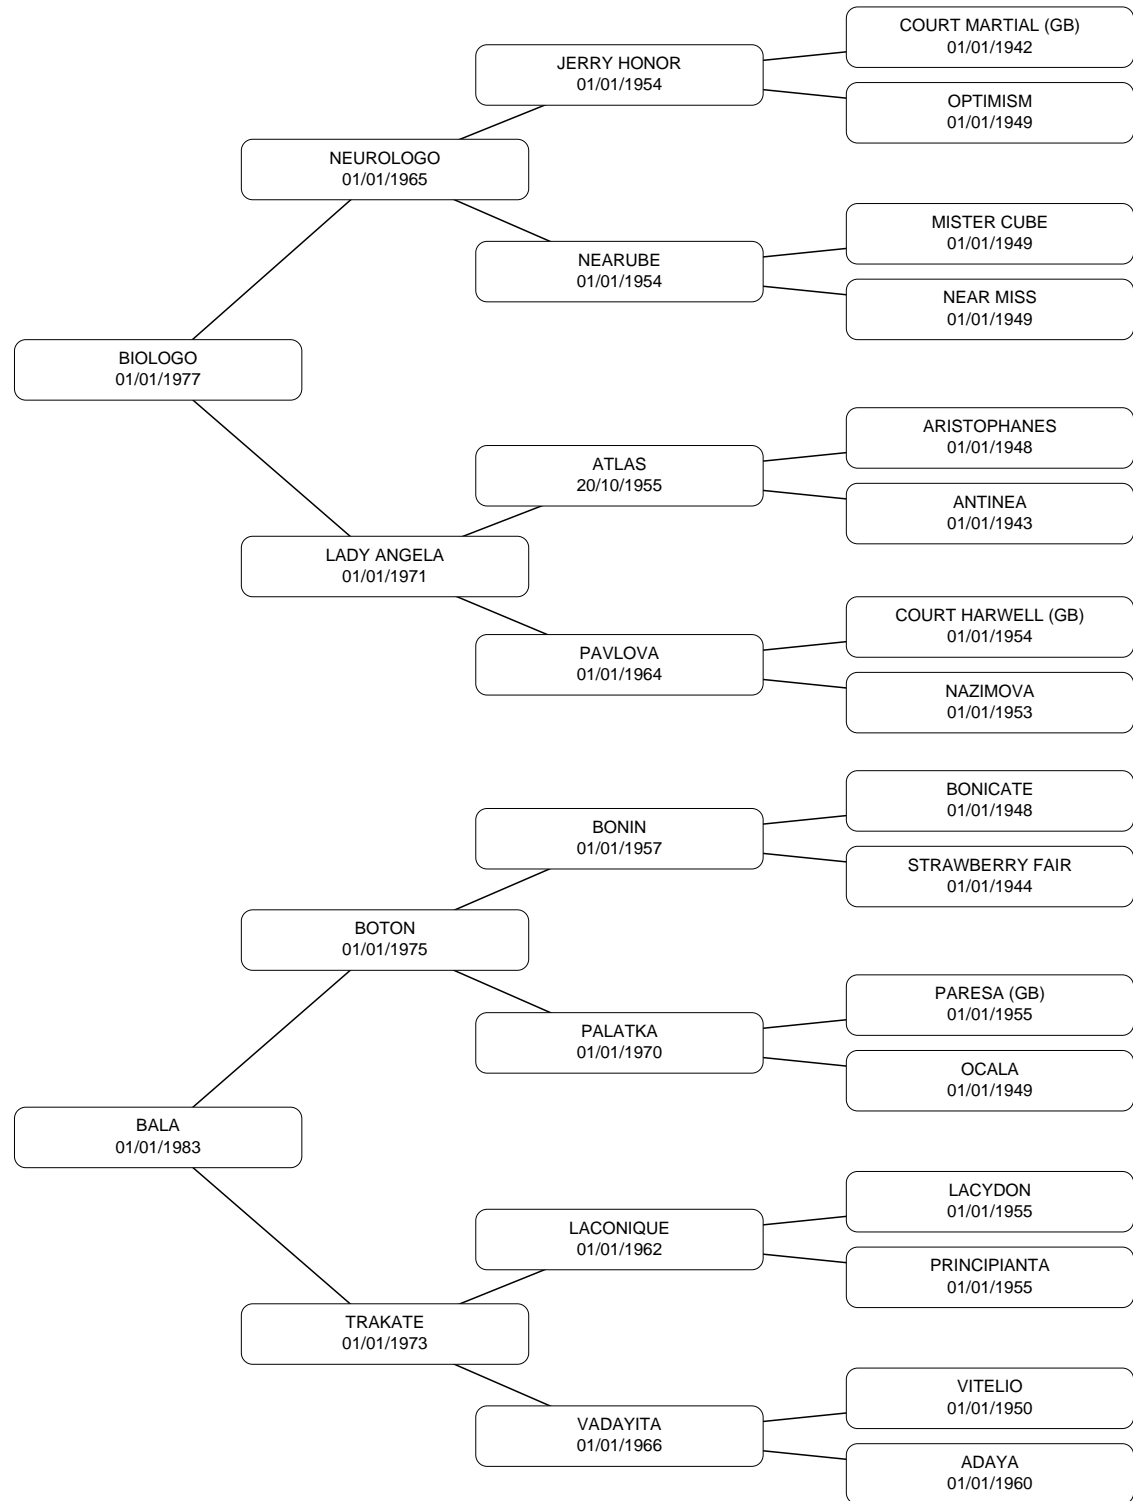 COURT MARTIAL (GB)
01/01/1942
JERRY HONOR
01/01/1954
OPTIMISM
01/01/1949
NEUROLOGO
01/01/1965
MISTER CUBE
01/01/1949
NEARUBE
01/01/1954
NEAR MISS
01/01/1949
BIOLOGO
01/01/1977
ARISTOPHANES
01/01/1948
ATLAS
20/10/1955
ANTINEA
01/01/1943
LADY ANGELA
01/01/1971
COURT HARWELL (GB)
01/01/1954
PAVLOVA
01/01/1964
NAZIMOVA
01/01/1953
BONICATE
01/01/1948
BONIN
01/01/1957
STRAWBERRY FAIR
01/01/1944
BOTON
01/01/1975
PARESA (GB)
01/01/1955
PALATKA
01/01/1970
OCALA
01/01/1949
BALA
01/01/1983
LACYDON
01/01/1955
LACONIQUE
01/01/1962
PRINCIPIANTA
01/01/1955
TRAKATE
01/01/1973
VITELIO
01/01/1950
VADAYITA
01/01/1966
ADAYA
01/01/1960